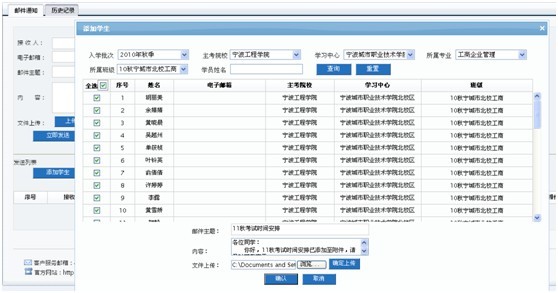 邮件通知 历史记录
添加学生
入学批次 2010年秋季 主考院校 宁波工程学院 学习中心 宁波城市职业技术学 所属专业 工商企业管理
所属班级 10秋宁城市北校工商 学员姓名 查询 重置
接 收 人：
电子邮箱：
邮件主题：
内 容：
文件上传：
立即发送
发送列表
添加学生
序号 接收
全选 序号 姓名 电子邮箱 主考院校 学习中心 班级
1 胡丽美 宁波工程学院 宁波城市职业技术学院北校区 10秋宁城市北校工商
2 宁波工程学院 宁波城市职业技术学院北校区 10秋宁城市北校工商
3 黄晓晨 宁波工程学院 宁波城市职业技术学院北校区 10秋宁城市北校工商
4 吴越州 宁波工程学院 宁波城市职业技术学院北校区 10秋宁城市北校工商
5 宁波工程学院 宁波城市职业技术学院北校区 10秋宁城市北校工商
6 叶铃英 宁波工程学院 宁波城市职业技术学院北校区 10秋宁城市北校工商
7 俞倩倩 宁波工程学院 宁波城市职业技术学院北校区 10秋宁城市北校工商
8 许婷婷 宁波工程学院 宁波城市职业技术学院北校区 10秋宁城市北校工商
9 李露 宁波工程学院 宁波城市职业技术学院北校区 10秋宁城市北校工商
10 黄雪娇 宁波工程学院 宁波城市职业技术学院北校区 10秋宁城市北校工商
邮件主题： 11秋考试时间安排
内容： 各位同学：
你好，11秋考试时间安排已添加至附件，请
文件上传： C:\Documents and Set 浏览... 确定上传
确认 取消
客户服务邮箱：
官方网站：http